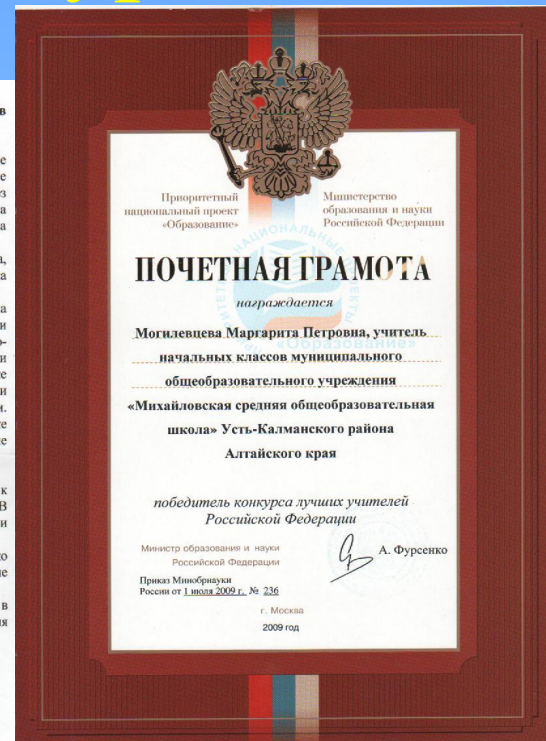 Приоритетный
национальный проект
«Образование»
Министерство
образования и науки
Российской Федерации
ПОЧЕТНАЯ ГРАМОТА
награждается
Могилевцева Маргарита Петровна, учитель
начальных классов муниципального
общеобразовательного учреждения
«Михайловская средняя общеобразовательная
школа» Усть-Калманского района
Алтайского края
победитель конкурса лучших учителей
Российской Федерации
Министр образования и науки
Российской Федерации
А. Фурсенко
Приказ Минобрнауки
России от 1 июля 2009 г. № 236
г. Москва
2009 год